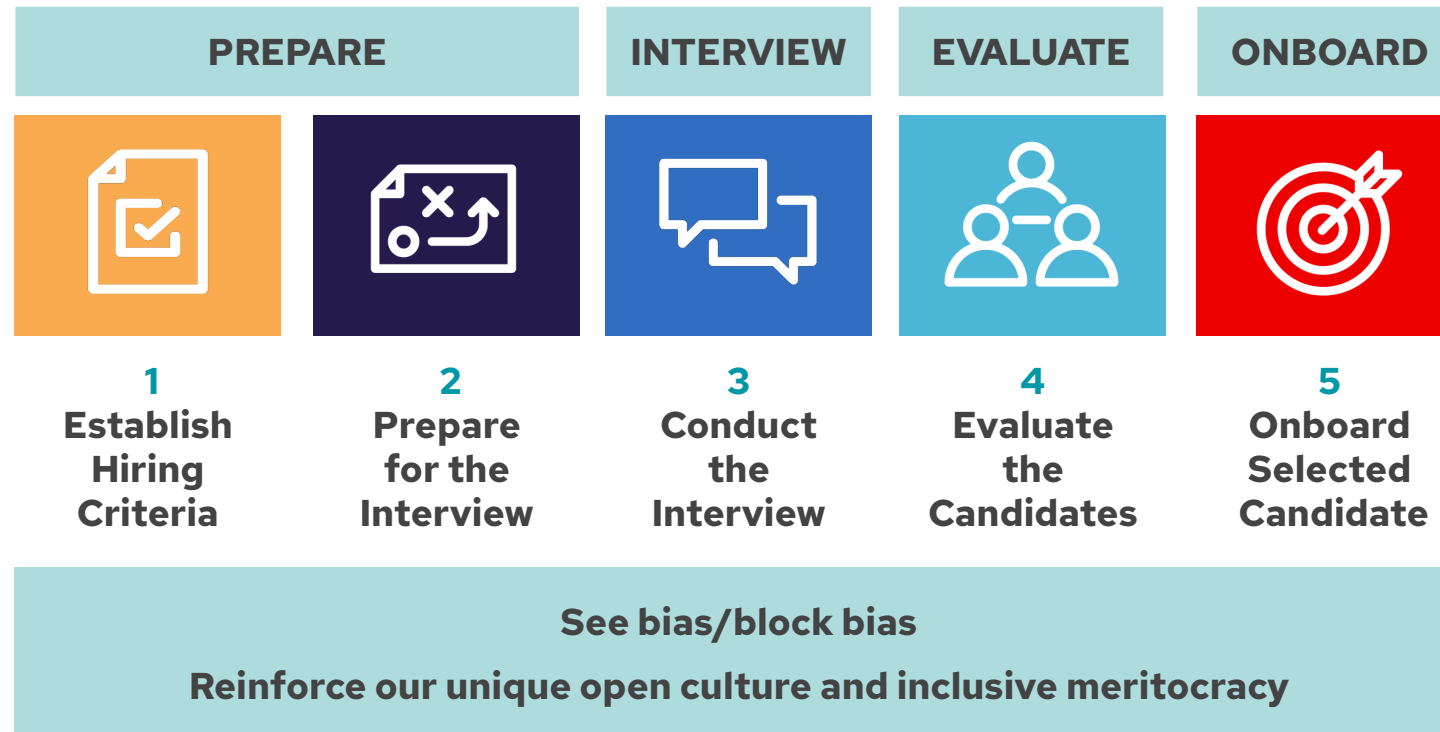 PREPARE
INTERVIEW
EVALUATE
ONBOARD
1
Establish
Hiring
Criteria
2
Prepare
for the
Interview
3
Conduct
the
Interview
4
Evaluate
the
Candidates
5
Onboard
Selected
Candidate
See bias/block bias
Reinforce our unique open culture and inclusive meritocracy